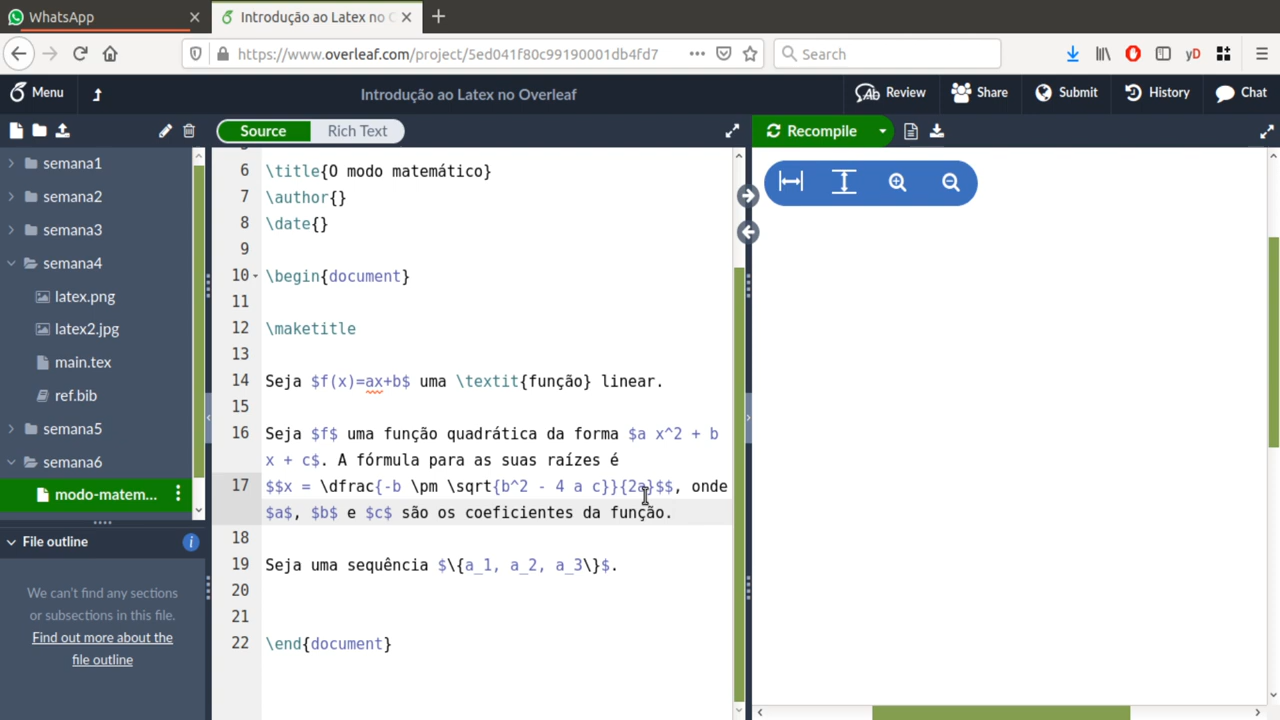 WhatsApp
Introdução ao Latex no O
https://www.overleaf.com/project/5ed041f80c99190001db4fd7
Search
yD
Menu
Introdução ao Latex no Overleaf
Review
Share
Submit
History
Chat
Source
Rich Text
Recompile
semana1
semana2
semana3
semana4
latex.png
latex2.jpg
main.tex
ref.bib
semana5
semana6
modo-matem...
File outline
We can't find any sections
or subsections in this file.
Find out more about the
file outline
6 \title{O modo matemático}
7 \author{}
8 \date{}
9
10 \begin{document}
11
12 \maketitle
13
14 Seja $f(x)=ax+b$ uma \textit{função} linear.
15
16 Seja $f$ uma função quadrática da forma $a x^2 + b
x + c$. A fórmula para as suas raízes é
17 $$x = \dfrac{-b \pm \sqrt{b^2 - 4 a c}}{2a}$$, onde
$a$, $b$ e $c$ são os coeficientes da função.
18
19 Seja uma sequência $\{a_1, a_2, a_3\}$.
20
21
22 \end{document}